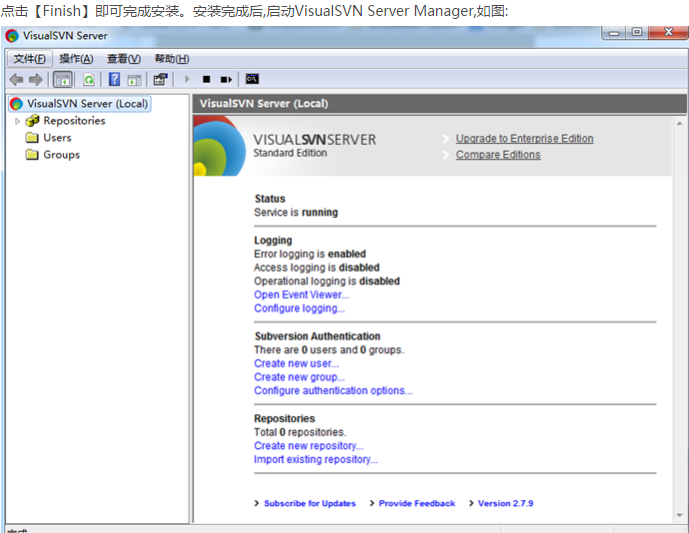 点击【Finish】即可完成安装。安装完成后,启动VisualSVN Server Manager,如图:
VisualSVN Server
文件(F) 操作(A) 查看(V) 帮助(H)
VisualSVN Server (Local)
Repositories
Users
Groups
VisualSVN Server (Local)
VISUALSVNSERVER
Standard Edition
Upgrade to Enterprise Edition
Compare Editions
Status
Service is running
Logging
Error logging is enabled
Access logging is disabled
Operational logging is disabled
Open Event Viewer...
Configure logging...
Subversion Authentication
There are 0 users and 0 groups.
Create new user...
Create new group...
Configure authentication options...
Repositories
Total 0 repositories.
Create new repository...
Import existing repository...
Subscribe for Updates Provide Feedback Version 2.7.9